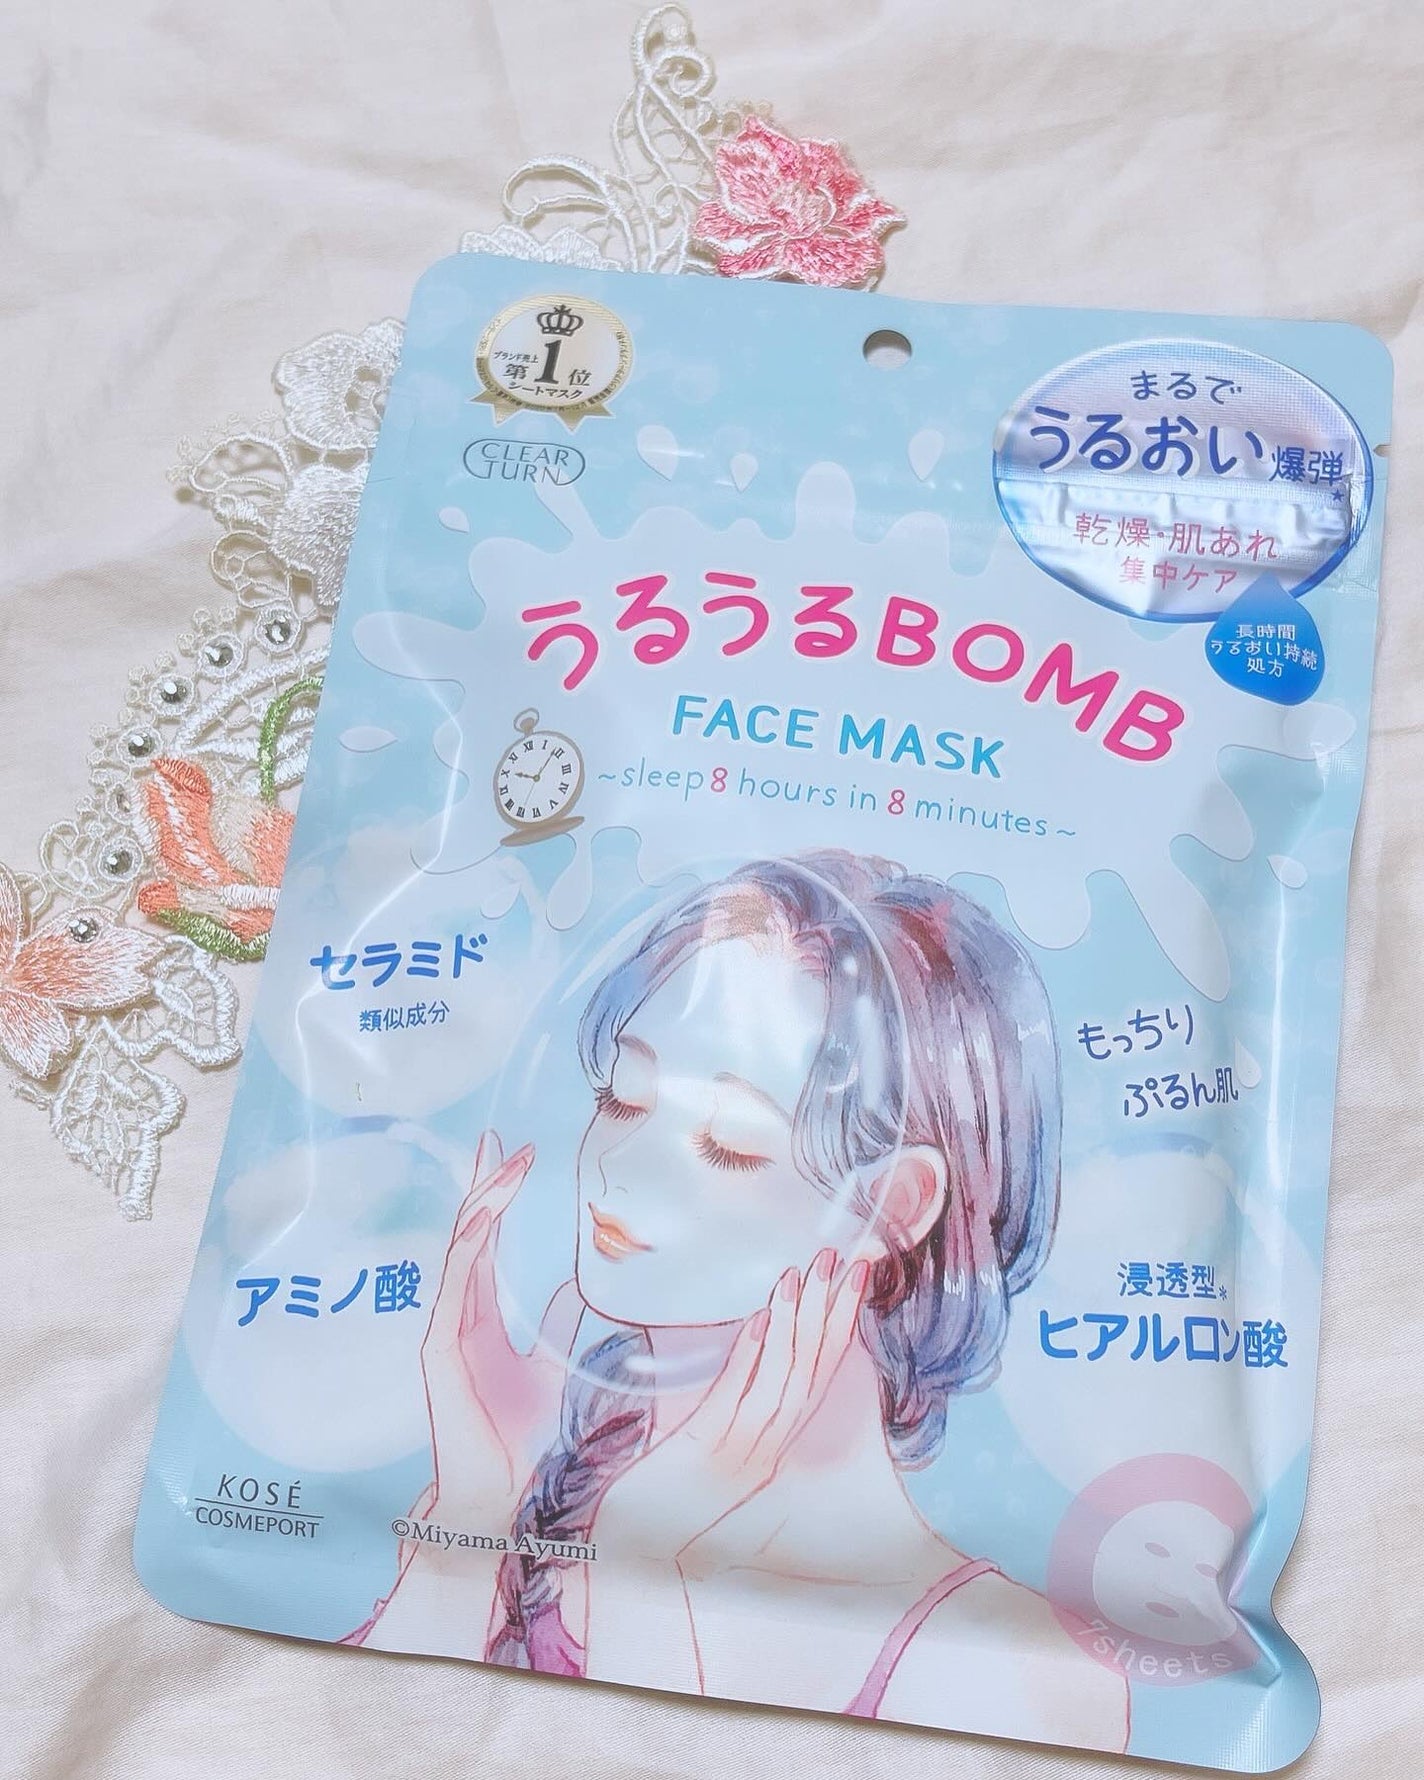 ブランド売上
第1位
シートマスク
CLEAR
TURN
まるで
うるおい爆弾
乾燥・肌あれ
集中ケア
長時間
うるおい持続
処方
うるうるBOMB
FACE MASK
~sleep 8 hours in 8 minutes~
セラミド
類似成分
もっちり
ぷるん肌
アミノ酸
浸透型*
ヒアルロン酸
KOSÉ
COSMEPORT
©Miyama Ayumi
7sheets